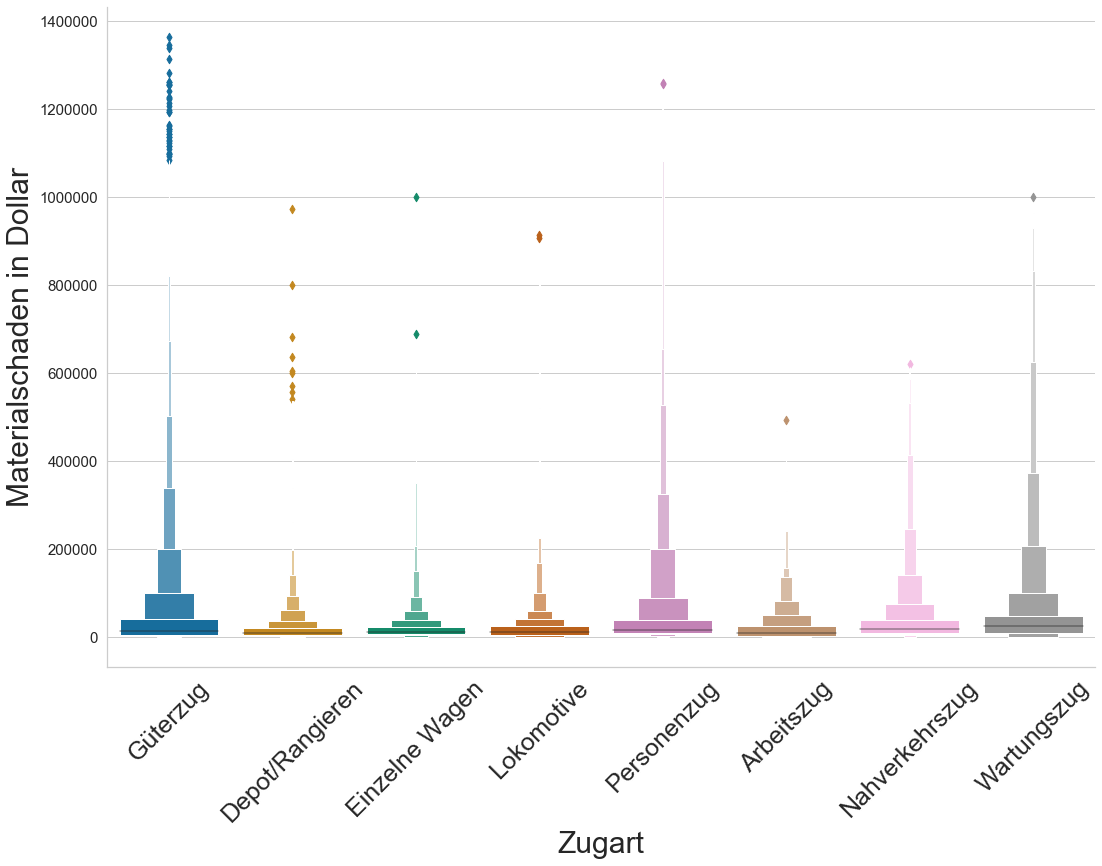 Materialschaden in Dollar
1400000
1200000
1000000
800000
600000
400000
200000
0
Güterzug
Depot/Rangieren
Einzelne Wagen
Lokomotive
Personenzug
Arbeitszug
Nahverkehrszug
Wartungszug
Zugart